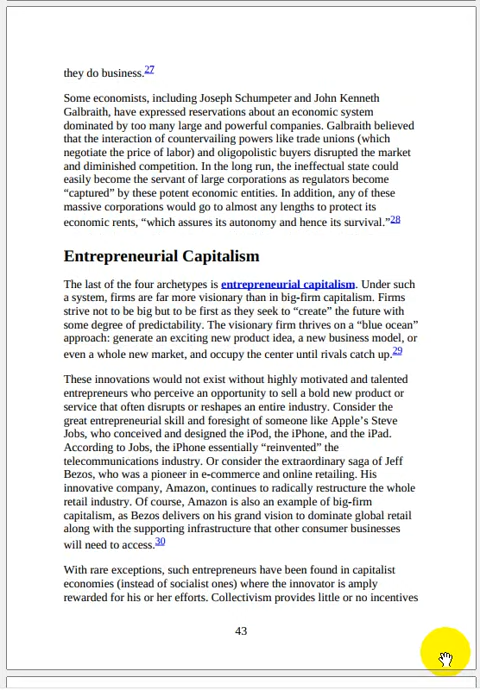 they do business.27
Some economists, including Joseph Schumpeter and John Kenneth
Galbraith, have expressed reservations about an economic system
dominated by too many large and powerful companies. Galbraith believed
that the interaction of countervailing powers like trade unions (which
negotiate the price of labor) and oligopolistic buyers disrupted the market
and diminished competition. In the long run, the ineffectual state could
easily become the servant of large corporations as regulators become
“captured” by these potent economic entities. In addition, any of these
massive corporations would go to almost any lengths to protect its
economic rents, “which assures its autonomy and hence its survival.”28
Entrepreneurial Capitalism
The last of the four archetypes is entrepreneurial capitalism. Under such
a system, firms are far more visionary than in big-firm capitalism. Firms
strive not to be big but to be first as they seek to “create” the future with
some degree of predictability. The visionary firm thrives on a “blue ocean”
approach: generate an exciting new product idea, a new business model, or
even a whole new market, and occupy the center until rivals catch up.29
These innovations would not exist without highly motivated and talented
entrepreneurs who perceive an opportunity to sell a bold new product or
service that often disrupts or reshapes an entire industry. Consider the
great entrepreneurial skill and foresight of someone like Apple’s Steve
Jobs, who conceived and designed the iPod, the iPhone, and the iPad.
According to Jobs, the iPhone essentially “reinvented” the
telecommunications industry. Or consider the extraordinary saga of Jeff
Bezos, who was a pioneer in e-commerce and online retailing. His
innovative company, Amazon, continues to radically restructure the whole
retail industry. Of course, Amazon is also an example of big-firm
capitalism, as Bezos delivers on his grand vision to dominate global retail
along with the supporting infrastructure that other consumer businesses
will need to access.30
With rare exceptions, such entrepreneurs have been found in capitalist
economies (instead of socialist ones) where the innovator is amply
rewarded for his or her efforts. Collectivism provides little or no incentives
43